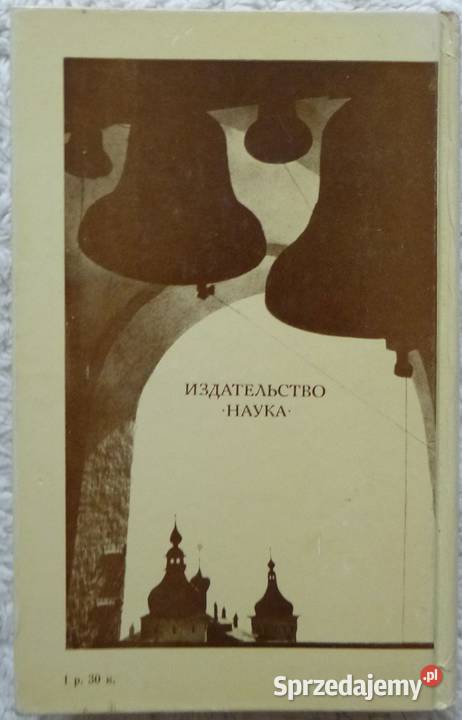 ИЗДАТЕЛЬСТВО
·НАУКА·
1 р. 30 к.
Sprzedajemy.pl